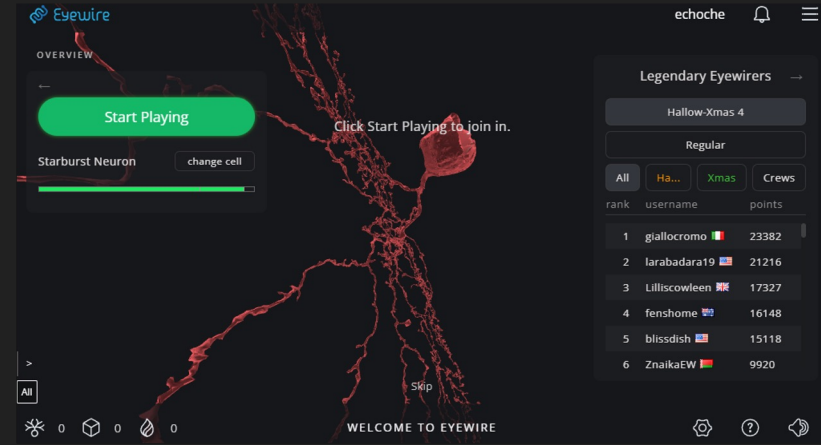 Eyewire
echoche
OVERVIEW
←
Start Playing
Starburst Neuron
change cell
Click Start Playing to join in.
Legendary Eyewirers →
Hallow-Xmas 4
Regular
All Ha... Xmas Crews
rank username points
1 giallocromo 23382
2 larabadara19 21216
3 Lilliscowleen 17327
4 fenshome 16148
5 blissdish 15118
6 ZnaikaEW 9920
>
All
Skip
0 0 0
WELCOME TO EYEWIRE
?